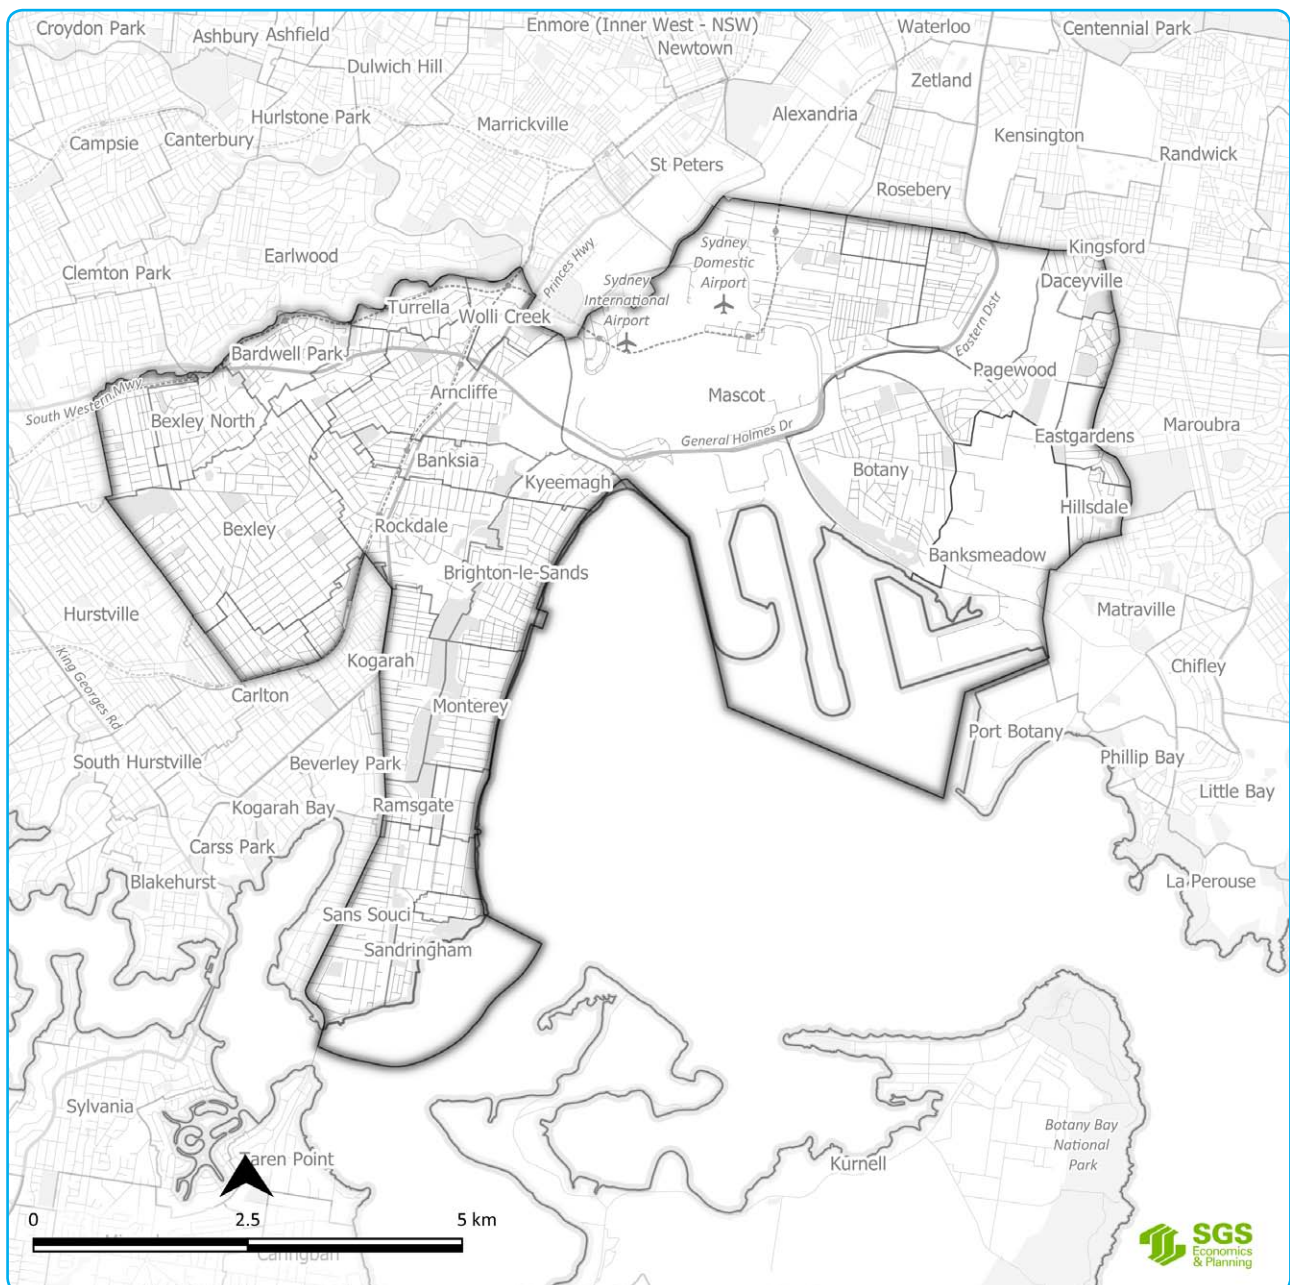 Croydon Park
Ashbury
Ashfield
Enmore (Inner West - NSW)
Newtown
Waterloo
Centennial Park
Dulwich Hill
Zetland
Hurlstone Park
Marrickville
Alexandria
Campsie
Canterbury
Kensington
Randwick
St Peters
Rosebery
Earlwood
Princes Hwy
Sydney
Domestic
Airport
Kingsford
Clemton Park
Daceyville
Sydney
International
Airport
Turrella
Wolli Creek
Eastern Dstr
Bardwell Park
Pagewood
South Western Mwy
Arncliffe
Mascot
Bexley North
General Holmes Dr
Eastgardens
Maroubra
Banksia
Botany
Kyeemagh
Hillsdale
Bexley
Rockdale
Banksmeadow
Brighton-le-Sands
Hurstville
Matraville
Kogarah
Chifley
King Georges Rd
Carlton
Monterey
Port Botany
South Hurstville
Beverley Park
Phillip Bay
Little Bay
Kogarah Bay
Ramsgate
Carss Park
Blakehurst
La Perouse
Sans Souci
Sandringham
Sylvania
Botany Bay
National
Park
Taren Point
Kurnell
0 2.5 5 km
Caringbah
SGS
Economics
& Planning